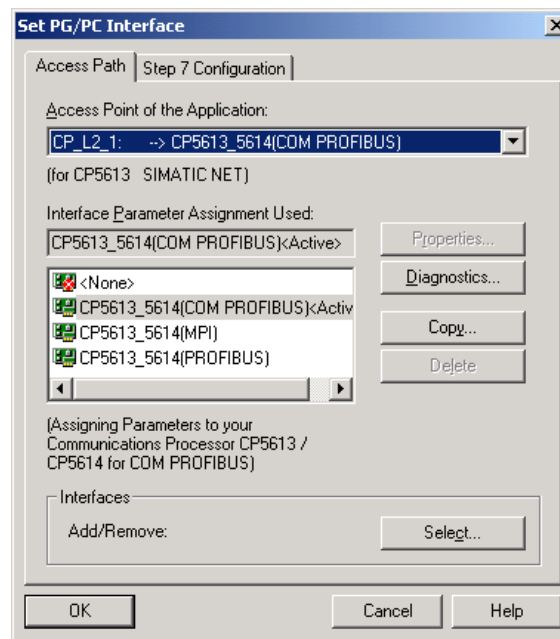 Set PG/PC Interface
Access Path
Step 7 Configuration
Access Point of the Application:
CP_L2_1: --> CP5613_5614(COM PROFIBUS)
(for CP5613 SIMATIC NET)
Interface Parameter Assignment Used:
CP5613_5614(COM PROFIBUS)<Active>
Properties...
<None>
CP5613_5614(COM PROFIBUS)<Activ
CP5613_5614(MPI)
CP5613_5614(PROFIBUS)
Diagnostics...
Copy...
Delete
(Assigning Parameters to your
Communications Processor CP5613 /
CP5614 for COM PROFIBUS)
Interfaces
Add/Remove:
Select...
OK
Cancel
Help